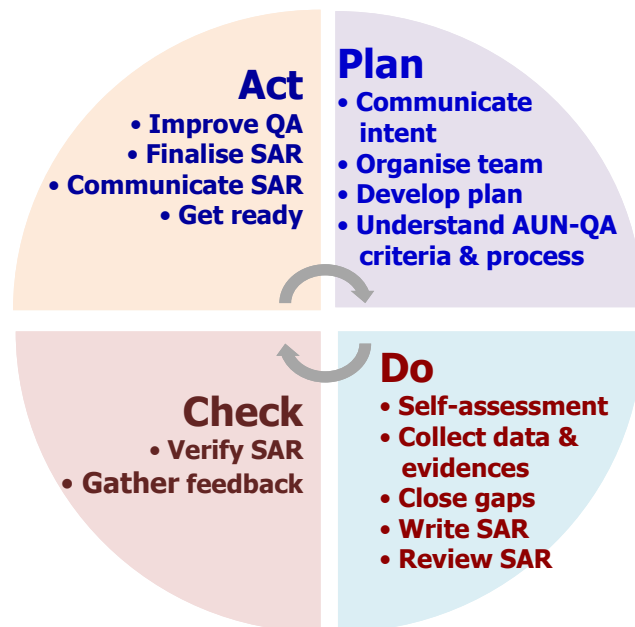 Act
• Improve QA
• Finalise SAR
• Communicate SAR
• Get ready
Plan
• Communicate
intent
• Organise team
• Develop plan
• Understand AUN-QA
criteria & process
Check
• Verify SAR
• Gather feedback
Do
• Self-assessment
• Collect data &
evidences
• Close gaps
• Write SAR
• Review SAR